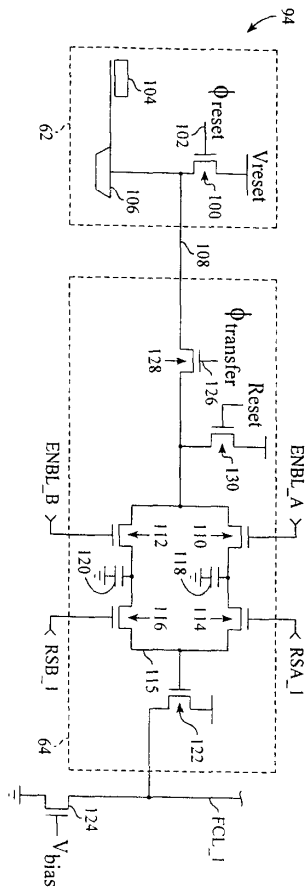 94
104
62
106
Φreset
102
100
Vreset
108
Φtransfer
126
128
Reset
130
ENBL_B
112
110
ENBL_A
120
118
116
114
RSB_1
RSA_1
115
122
64
FCL_1
124
Vbias